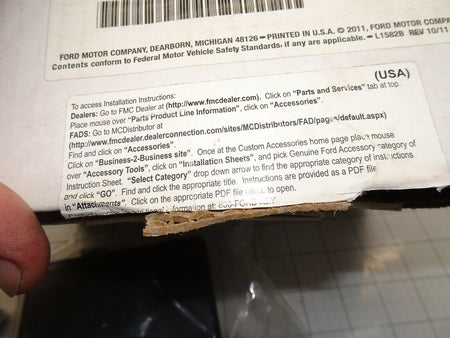 FORD MOTOR COMPANY, DEARBORN, MICHIGAN 48126 – PRINTED IN U.S.A. © 2011, FORD MOTOR COMPA
Contents conform to Federal Motor Vehicle Safety Standards, if any are applicable. – L1582B REV 10/11
(USA)
To access Installation Instructions:
Dealers: Go to FMC Dealer at (http://www.fmcdealer.com). Click on "Parts and Services" tab at top.
Place mouse over "Parts Product Line Information", click on "Accessories".
FADS: Go to MCDistributor at
(http://www.fmcdealer.dealerconnection.com/sites/MCDistributors/FAD/pages/default.aspx)
Find and click on "Accessories".
Click on "Business-2-Business site". Once at the Custom Accessories home page place mouse
over "Accessory Tools", click on "Installation Sheets", and pick Genuine Ford Accessory category of
Instruction Sheet. "Select Category" drop down arrow to find the appropriate category of instructions
and click "GO". Find and click the appropriate title. Instructions are provided as a PDF file
in "Attachments". Click on the appropriate PDF file name to open.
information at: 800-FORD-KEY